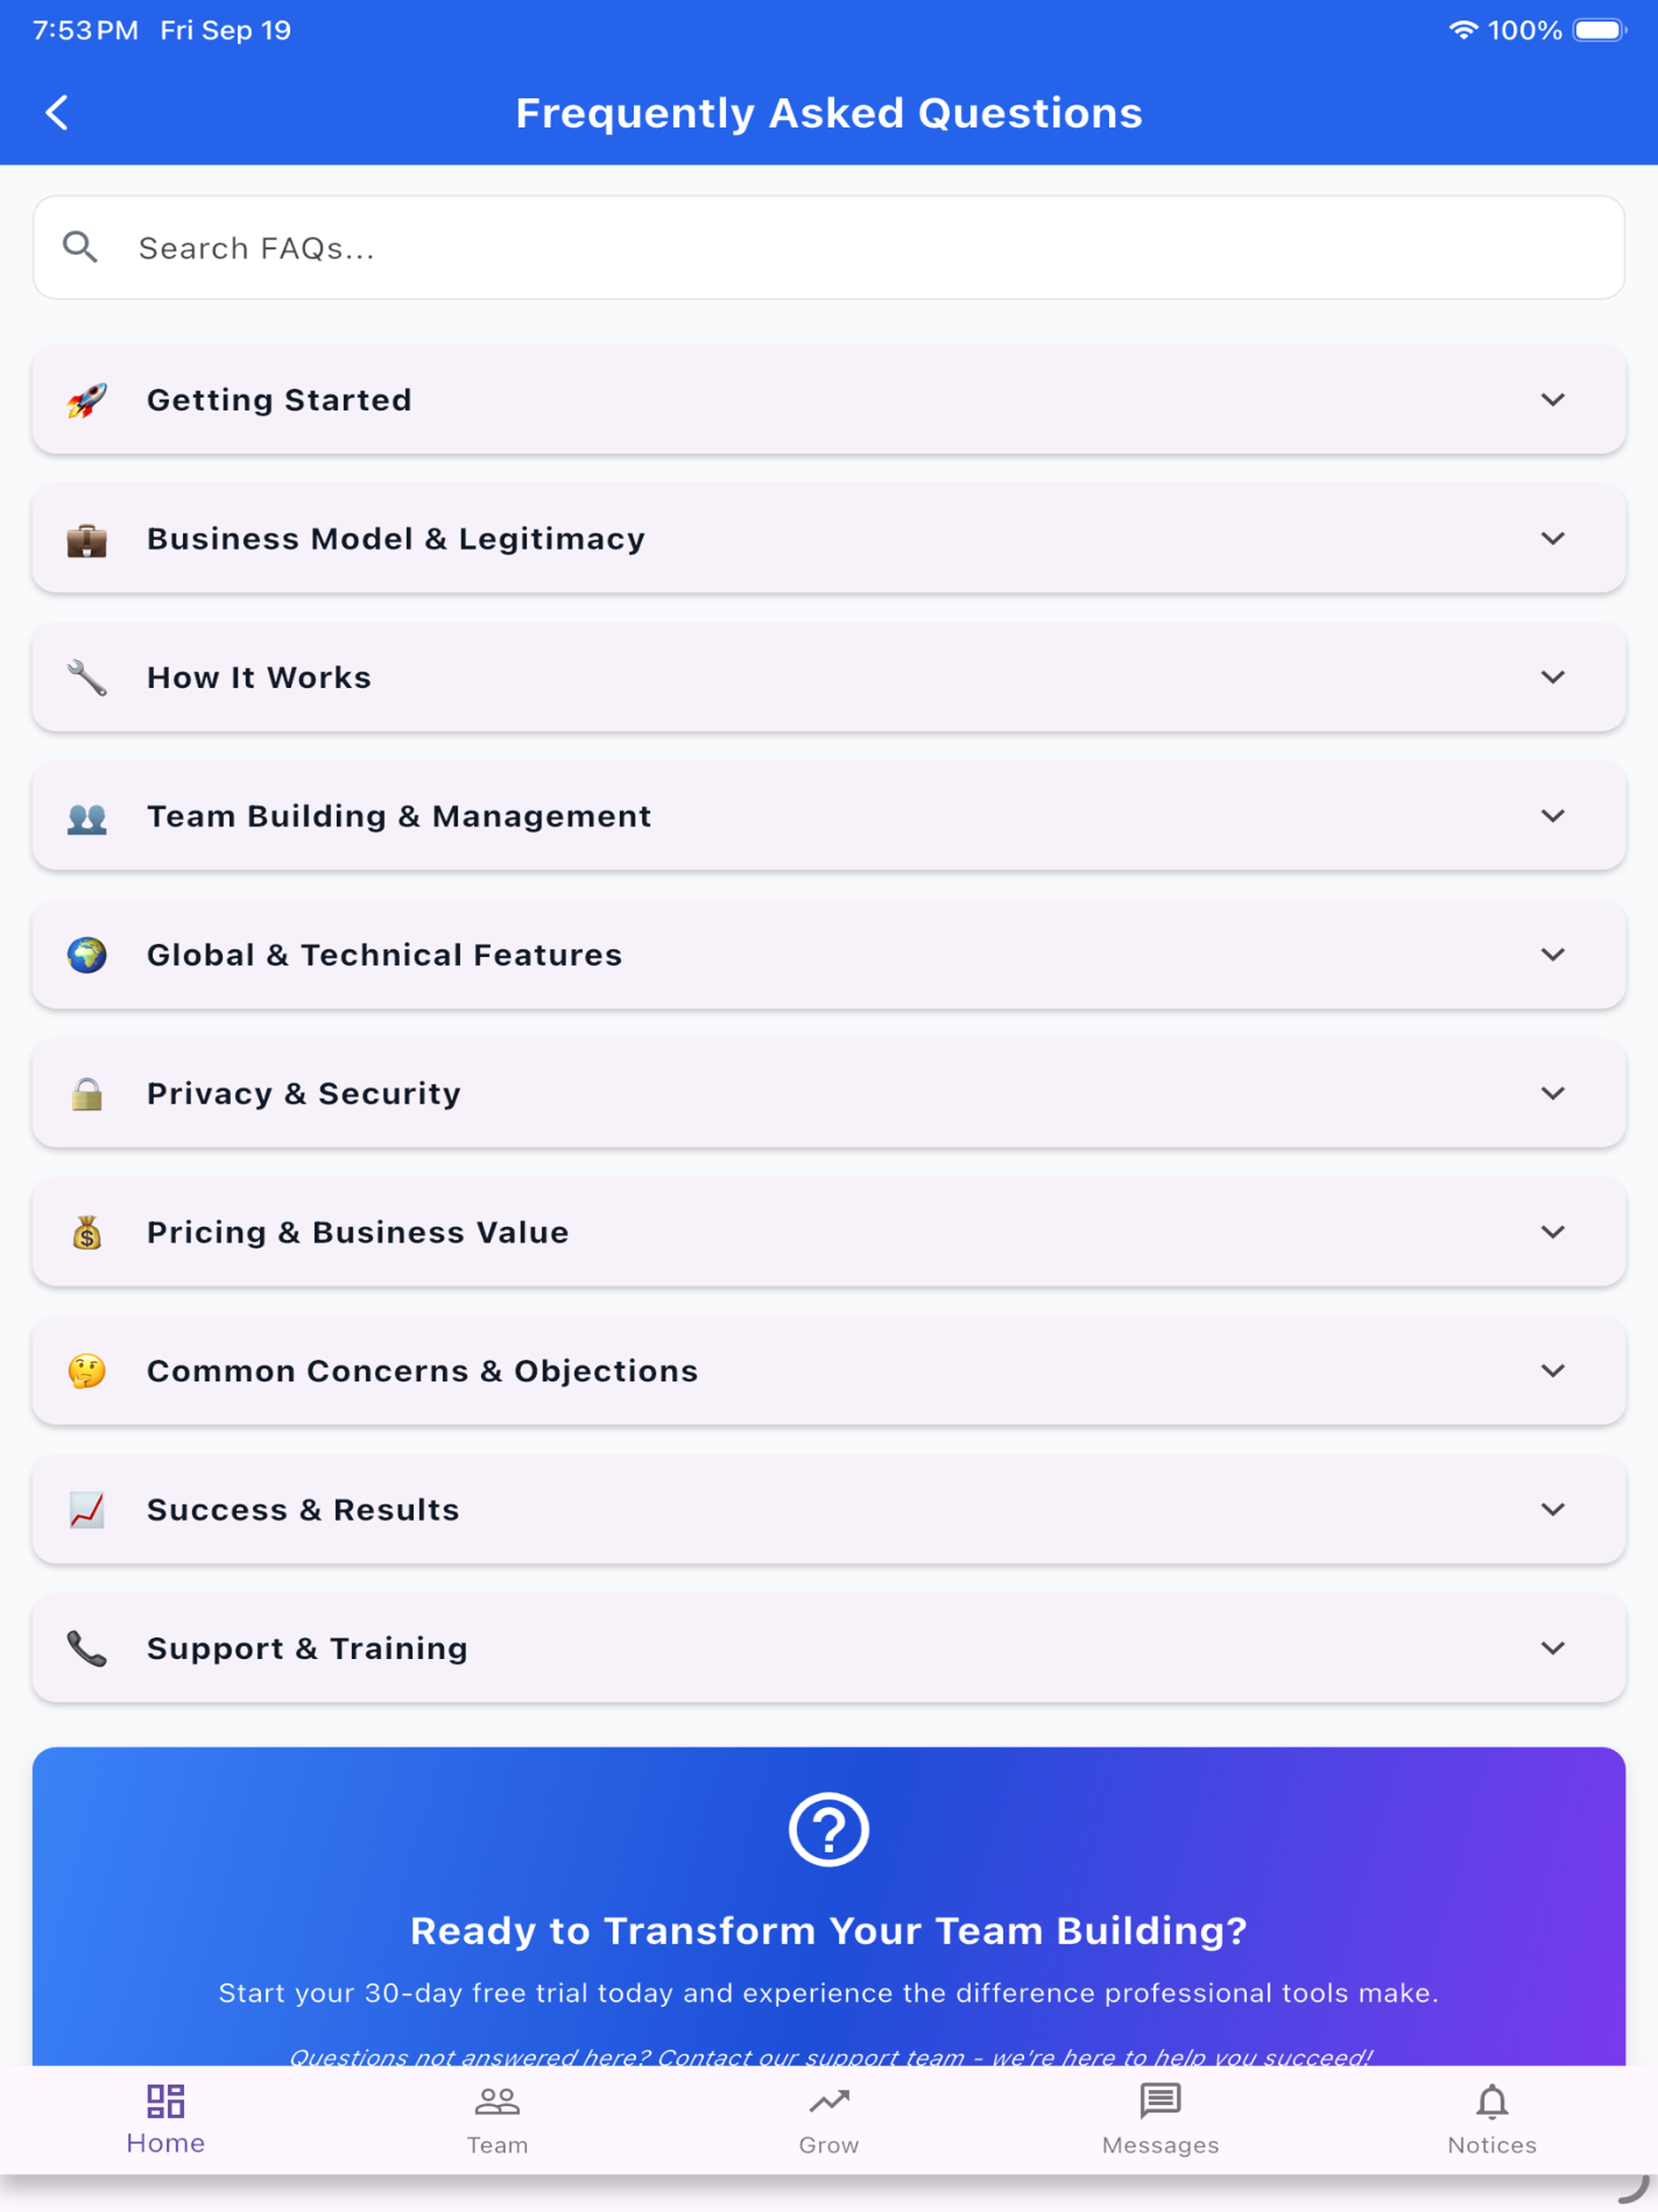 7:53 PM Fri Sep 19 100%
Frequently Asked Questions
Search FAQs...
Getting Started
Business Model & Legitimacy
How It Works
Team Building & Management
Global & Technical Features
Privacy & Security
Pricing & Business Value
Common Concerns & Objections
Success & Results
Support & Training
Ready to Transform Your Team Building?
Start your 30-day free trial today and experience the difference professional tools make.
Questions not answered here? Contact our support team - we're here to help you succeed!
Home Team Grow Messages Notices